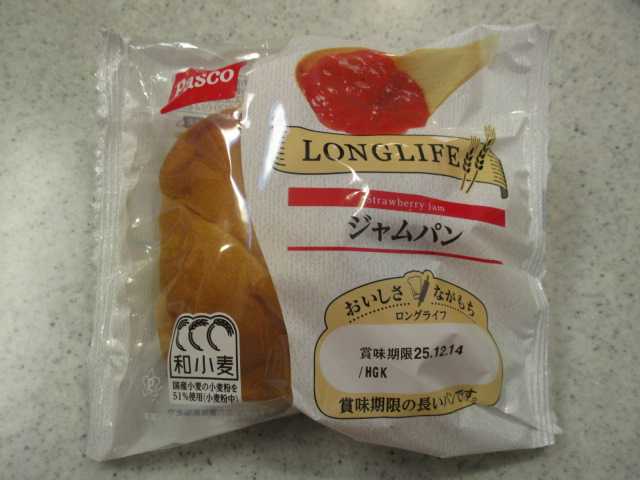 PASCO
LONGLIFE
Strawberry jam
ジャムパン
おいしさ ながもち
ロングライフ
賞味期限25.12.14
/HGK
賞味期限の長いパンです。
和小麦
国産小麦の小麦粉を
51%使用(小麦粉中)